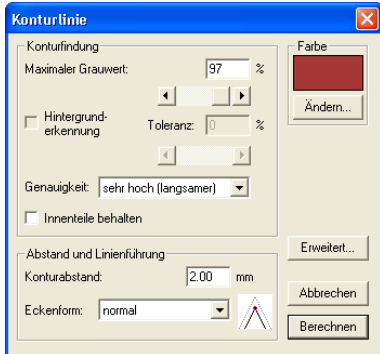 Konturlinie
Konturfindung
Maximaler Grauwert: 97 %
Hintergrund-
erkennung
Toleranz: 0 %
Genauigkeit: sehr hoch (langsamer)
Innenteile behalten
Abstand und Linienführung
Konturabstand: 2.00 mm
Eckenform: normal
Farbe
Ändern...
Erweitert...
Abbrechen
Berechnen